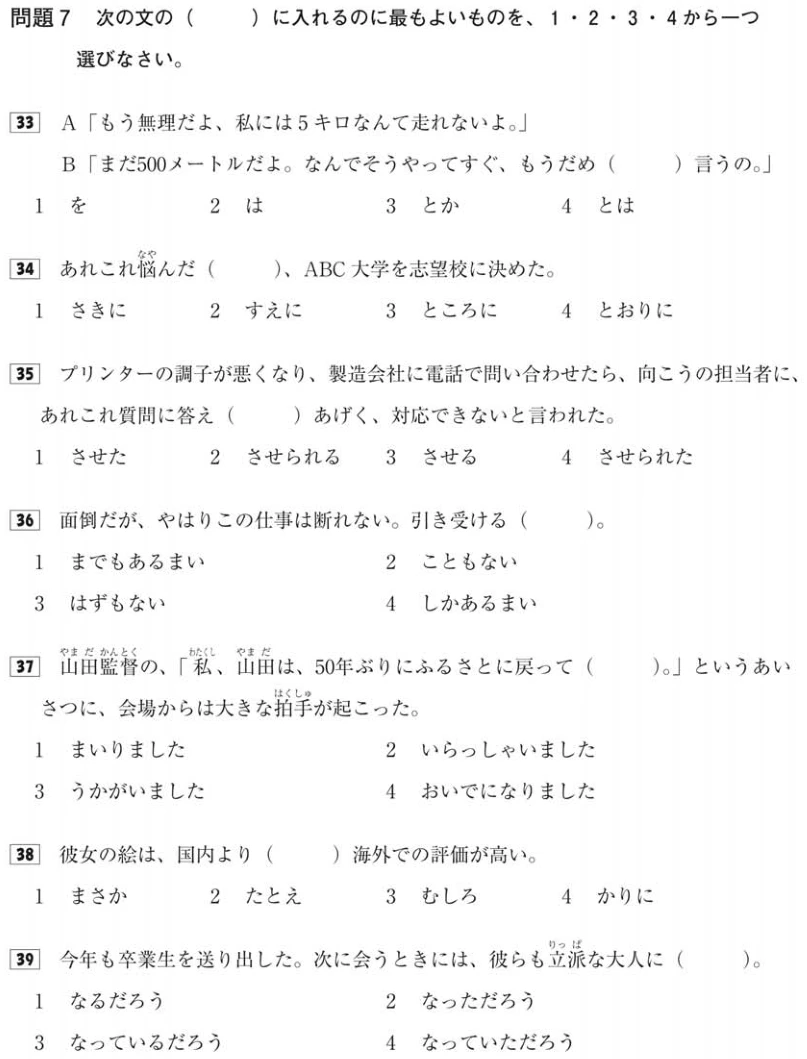 問題7　次の文の（　　）に入れるのに最もよいものを、1・2・3・4から一つ
選びなさい。
33　A「もう無理だよ、私には5キロなんて走れないよ。」
B「まだ500メートルだよ。なんでそうやってすぐ、もうだめ（　　）言うの。」
1　を　　2　は　　3　とか　　4　とは
34　あれこれ悩んだ（　　）、ABC大学を志望校に決めた。
1　さきに　　2　すえに　　3　ところに　　4　とおりに
35　プリンターの調子が悪くなり、製造会社に電話で問い合わせたら、向こうの担当者に、
あれこれ質問に答え（　　）あげく、対応できないと言われた。
1　させた　　2　させられる　　3　させる　　4　させられた
36　面倒だが、やはりこの仕事は断れない。引き受ける（　　）。
1　までもあるまい　　2　こともない
3　はずもない　　4　しかあるまい
37　山田監督の、「私、山田は、50年ぶりにふるさとに戻って（　　）。」というあい
さつに、会場からは大きな拍手が起こった。
1　まいりました　　2　いらっしゃいました
3　うかがいました　　4　おいでになりました
38　彼女の絵は、国内より（　　）海外での評価が高い。
1　まさか　　2　たとえ　　3　むしろ　　4　かりに
39　今年も卒業生を送り出した。次に会うときには、彼らも立派な大人に（　　）。
1　なるだろう　　2　なっただろう
3　なっているだろう　　4　なっていただろう